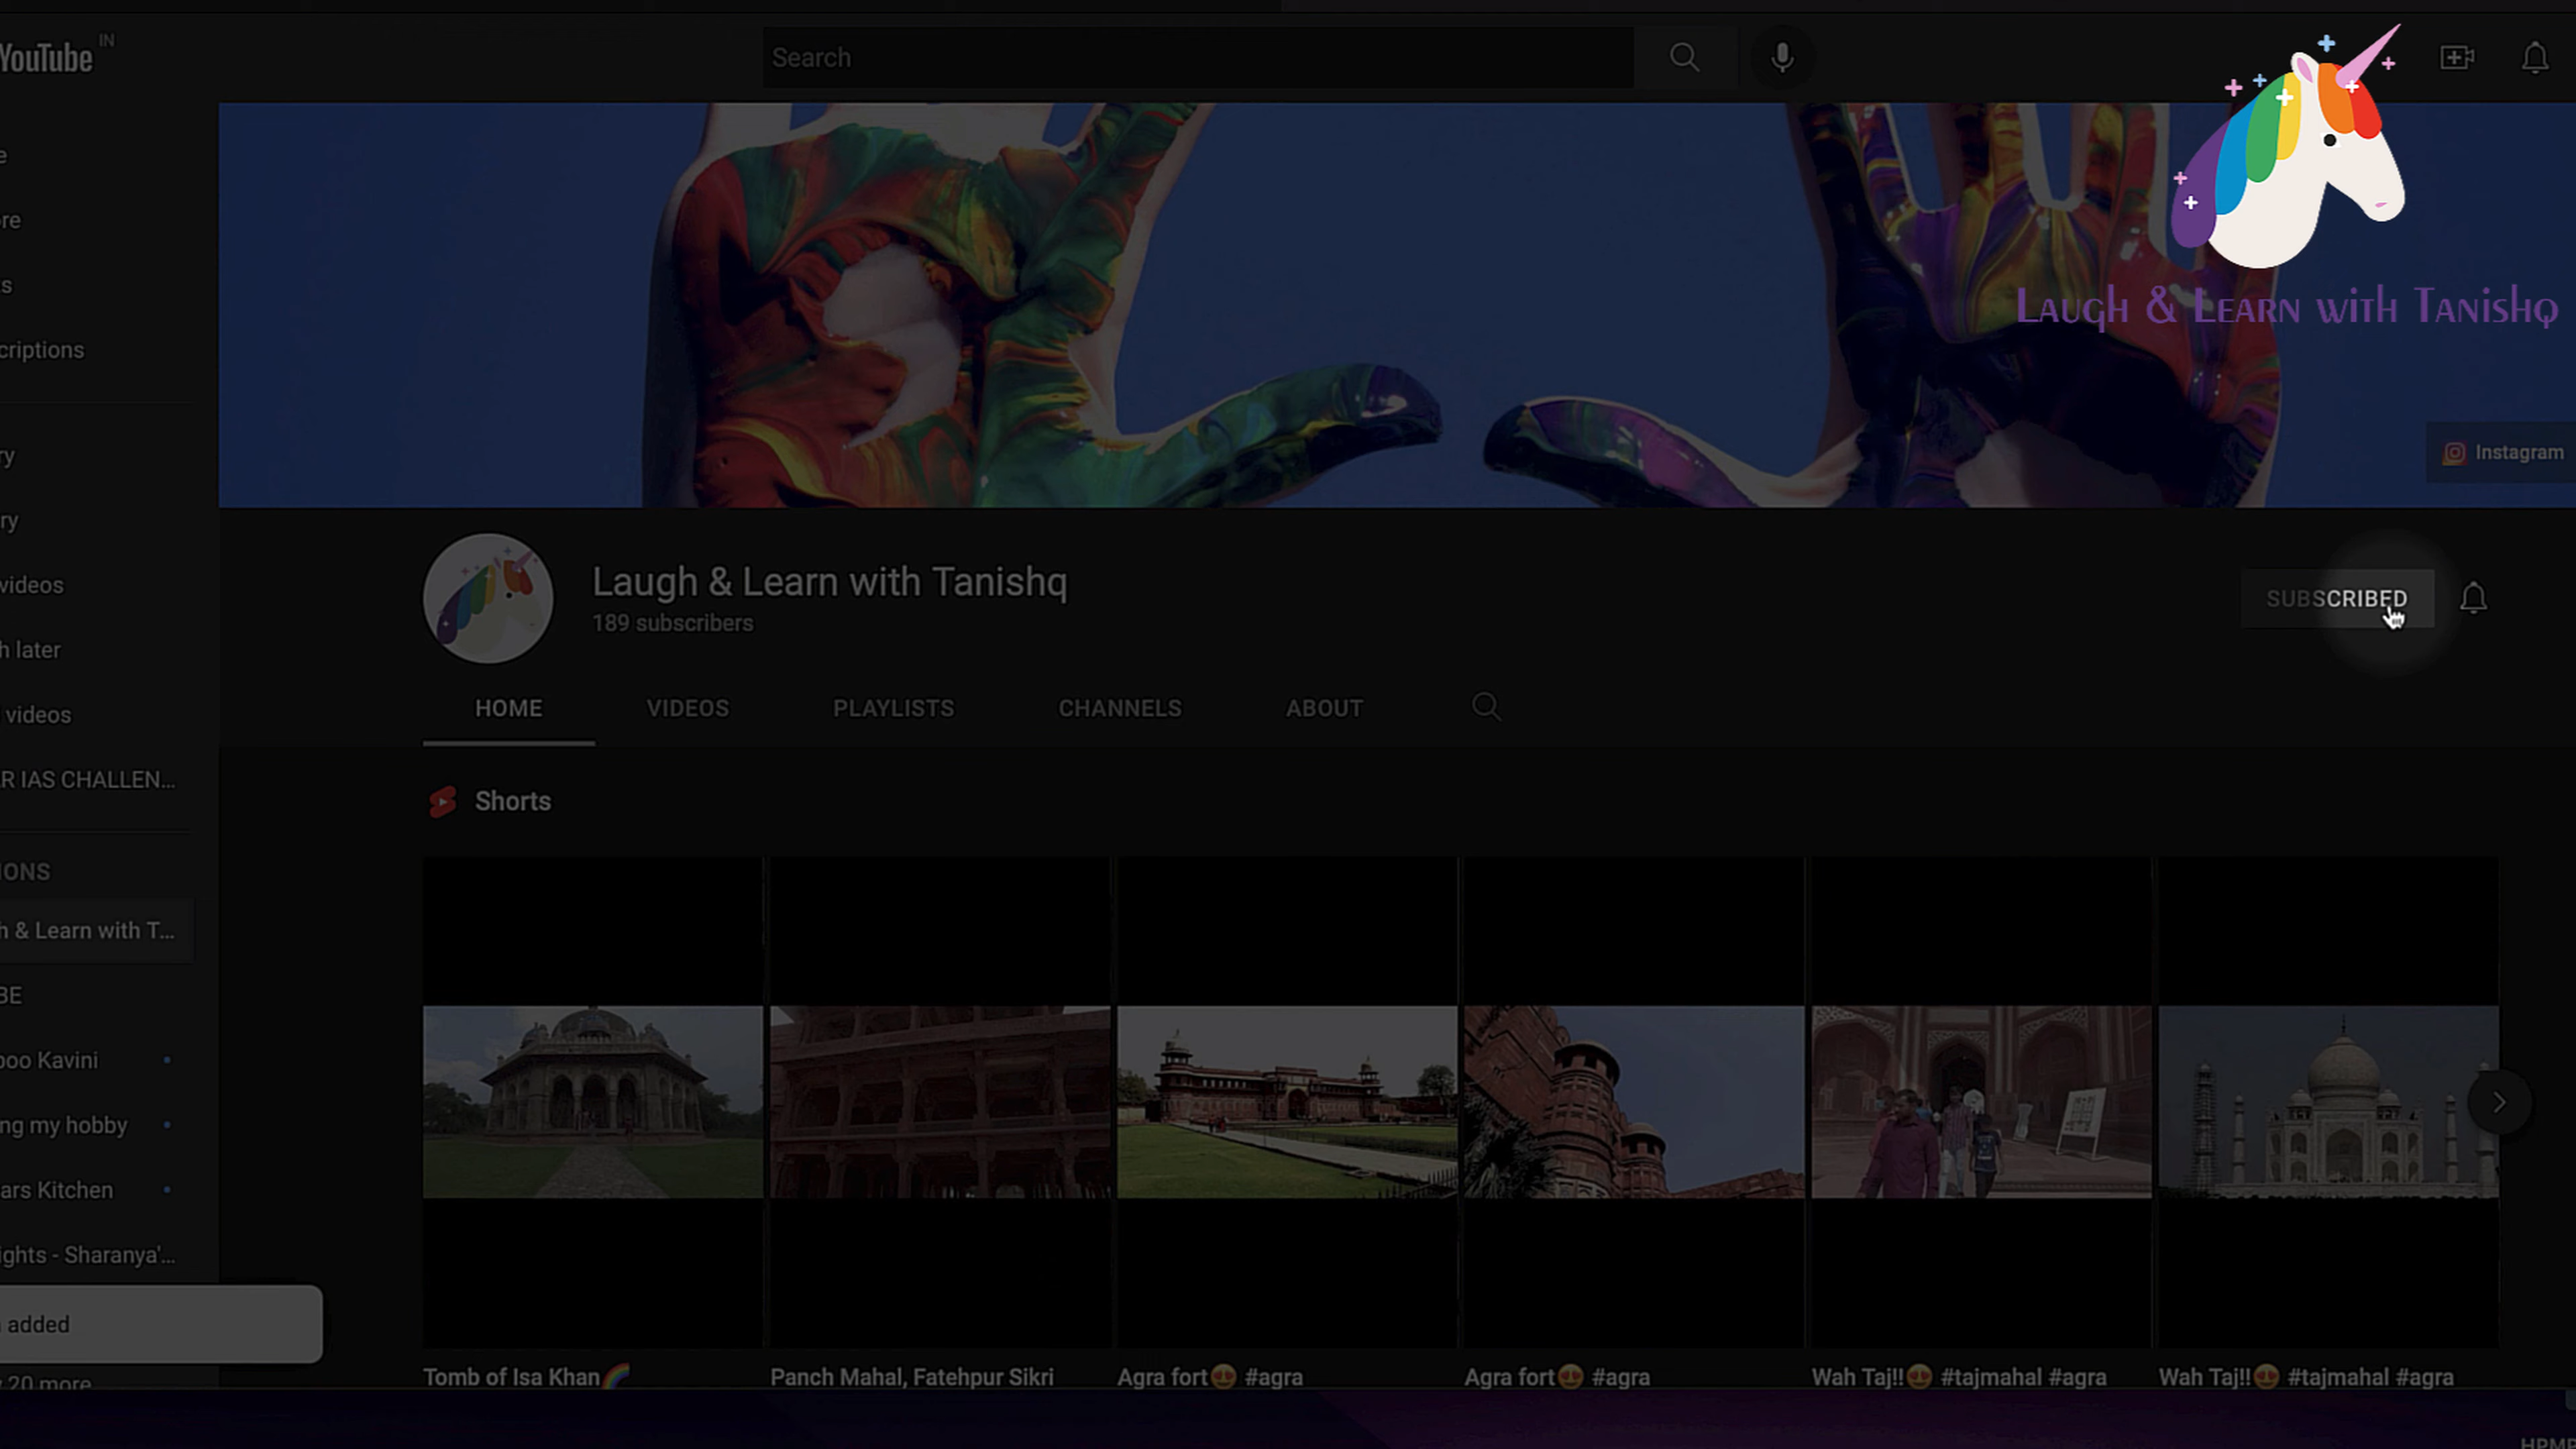 YouTube IN
Search
Laugh & Learn with Tanishq
criptions
Instagram
videos
Laugh & Learn with Tanishq
189 subscribers
SUBSCRIBED
h later
videos
HOME VIDEOS PLAYLISTS CHANNELS ABOUT
R IAS CHALLEN...
Shorts
IONS
h & Learn with T...
BE
poo Kavini
ng my hobby
ars Kitchen
ights - Sharanya'...
added
20 more
Tomb of Isa Khan🌈
Panch Mahal, Fatehpur Sikri
Agra fort😍 #agra
Agra fort😍 #agra
Wah Taj!!😍 #tajmahal #agra
Wah Taj!!😍 #tajmahal #agra